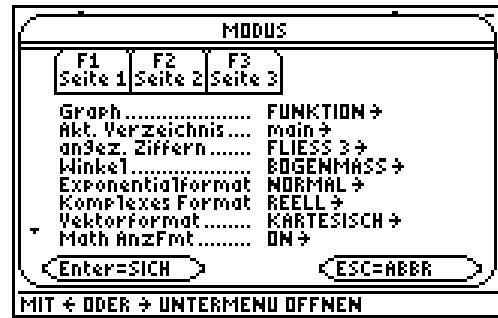 MODUS
F1 F2 F3
Seite 1 Seite 2 Seite 3
Graph................... FUNKTION→
Akt. Verzeichnis.... main→
angez. Ziffern....... FLIESS 3→
Winkel.................. BOGENMASS→
Exponentialformat NORMAL→
Komplexes Format REELL→
Vektorformat......... KARTESISCH→
Math AnzFmt........ ON→
Enter=SICH ESC=ABBR
MIT ← ODER → UNTERMENU OFFNEN